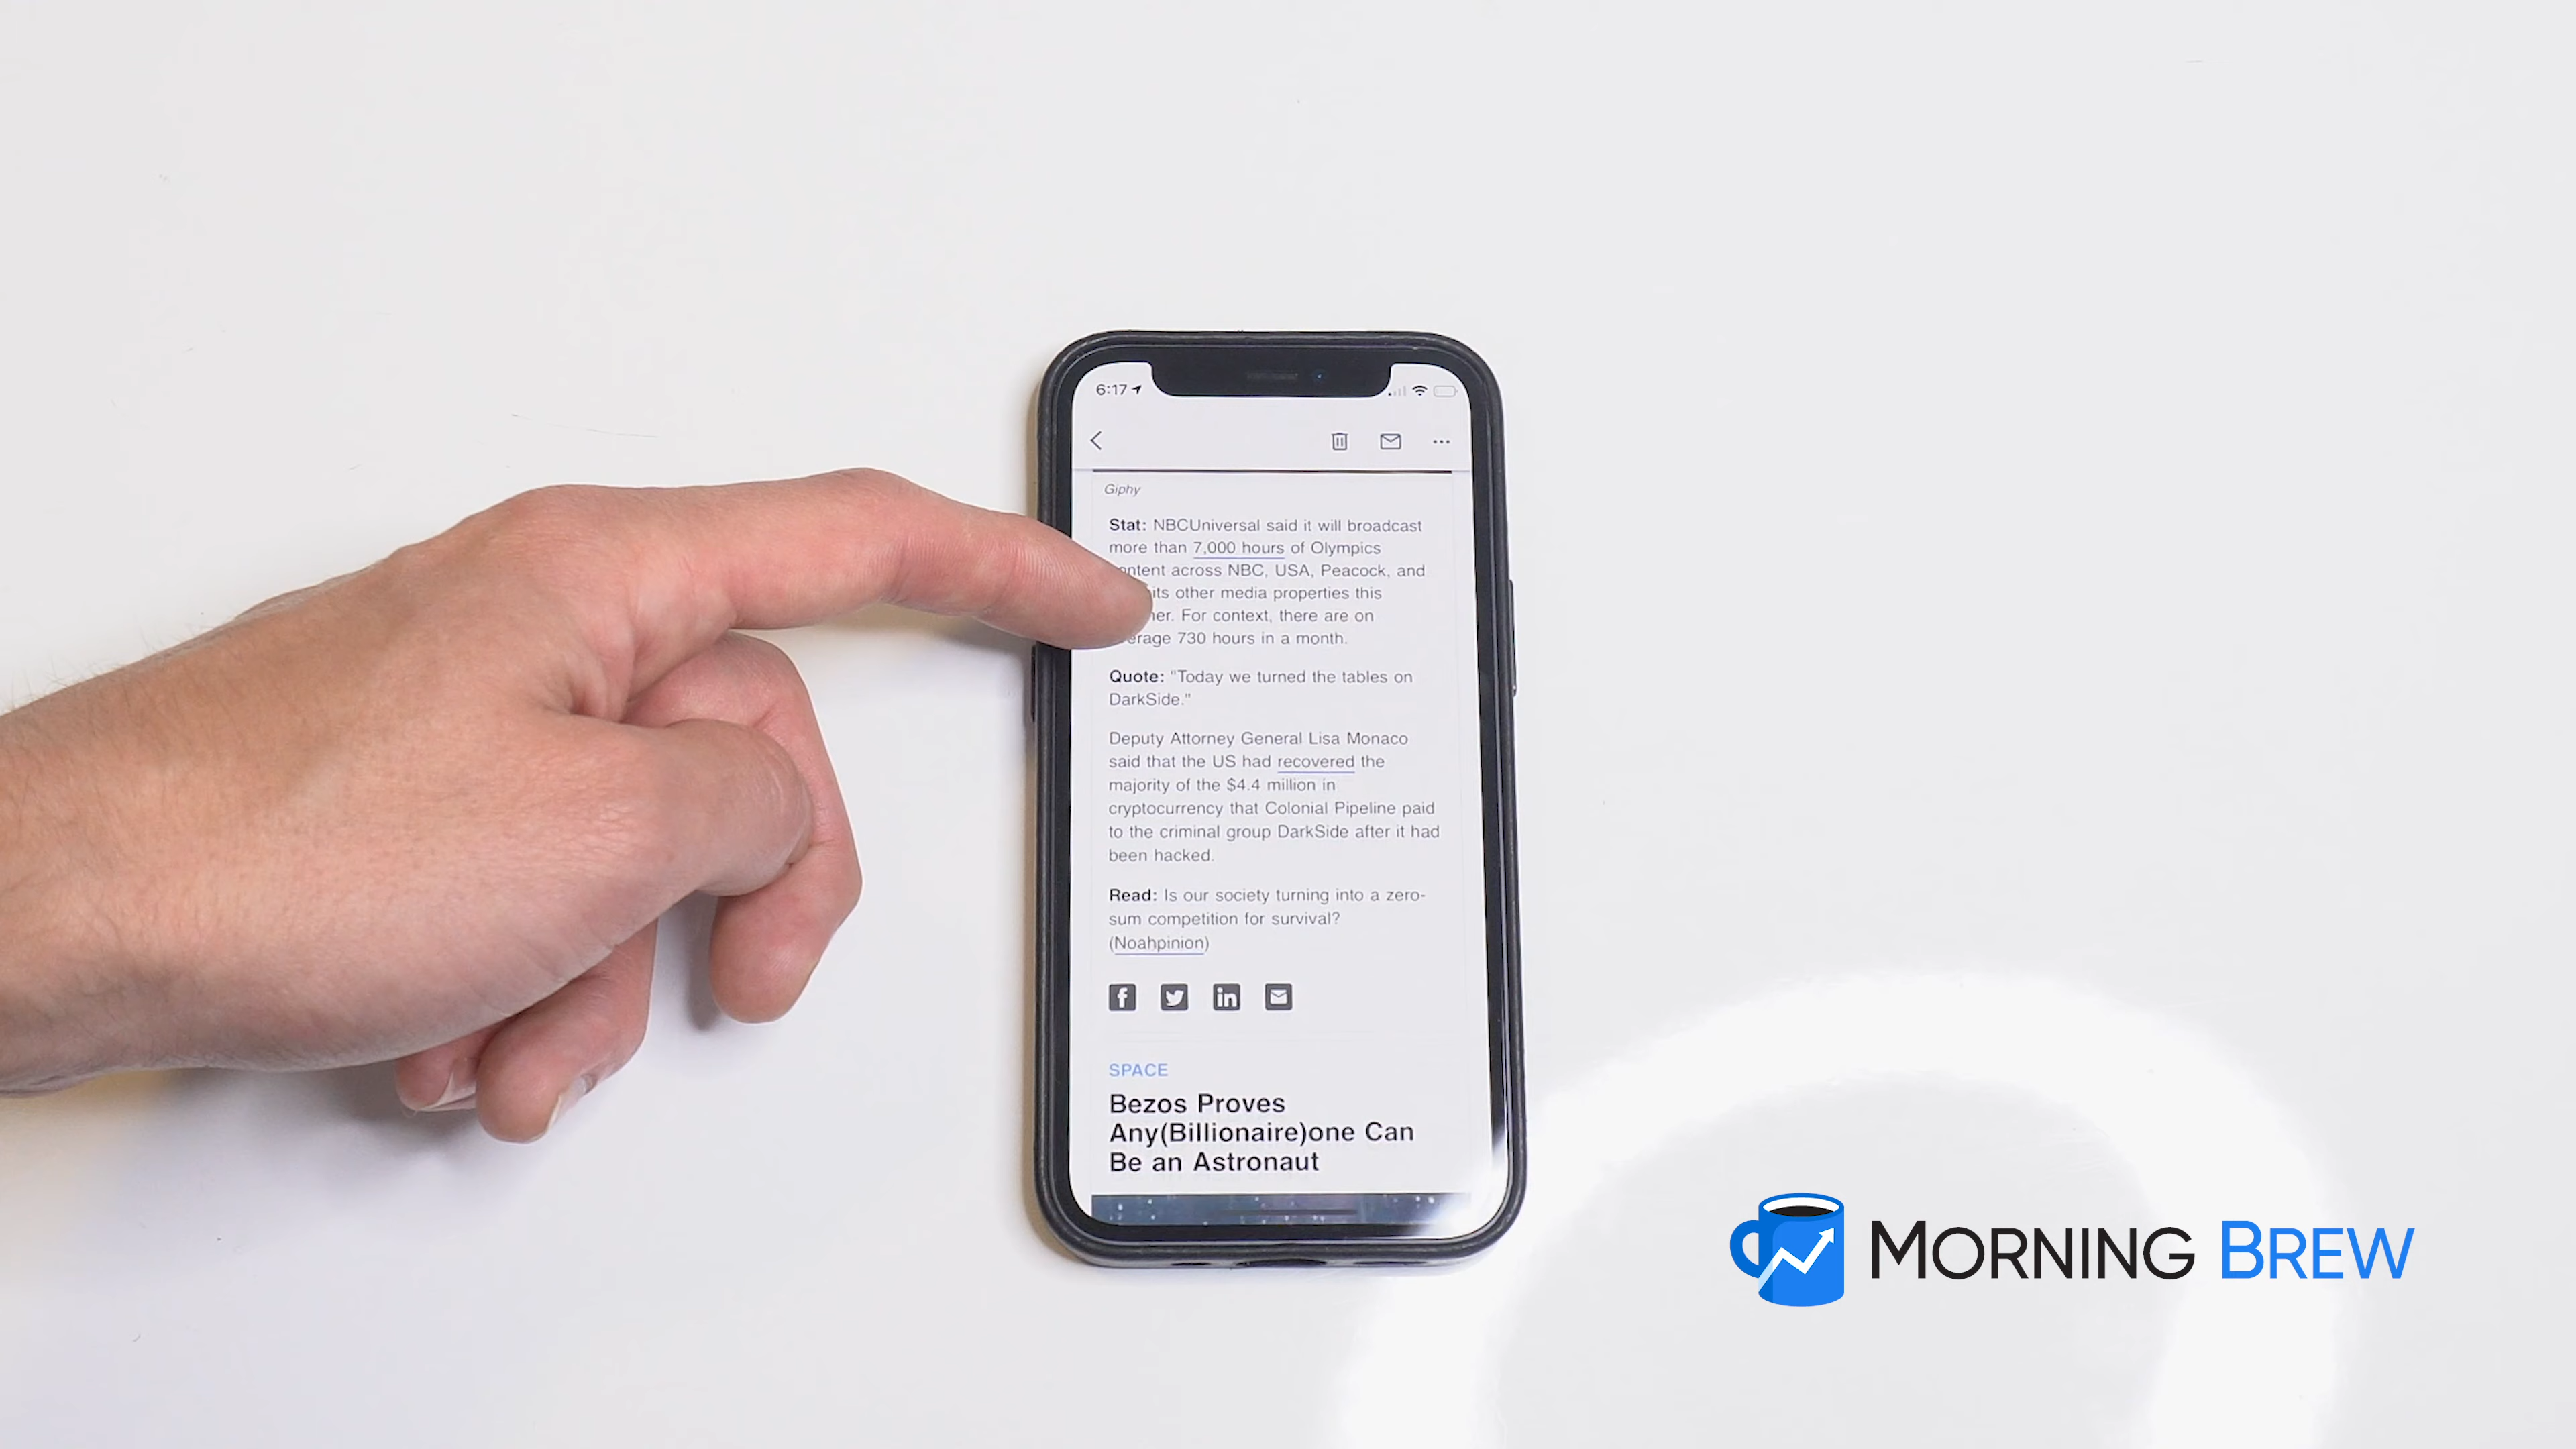 6:17
Giphy
Stat: NBCUniversal said it will broadcast
more than 7,000 hours of Olympics
across NBC, USA, Peacock, and
its other media properties this
For context, there are on
730 hours in a month.
Quote: "Today we turned the tables on
DarkSide."
Deputy Attorney General Lisa Monaco
said that the US had recovered the
majority of the $4.4 million in
cryptocurrency that Colonial Pipeline paid
to the criminal group DarkSide after it had
been hacked.
Read: Is our society turning into a zero-
sum competition for survival?
(Noahpinion)
SPACE
Bezos Proves
Any(Billionaire)one Can
Be an Astronaut
MORNING BREW